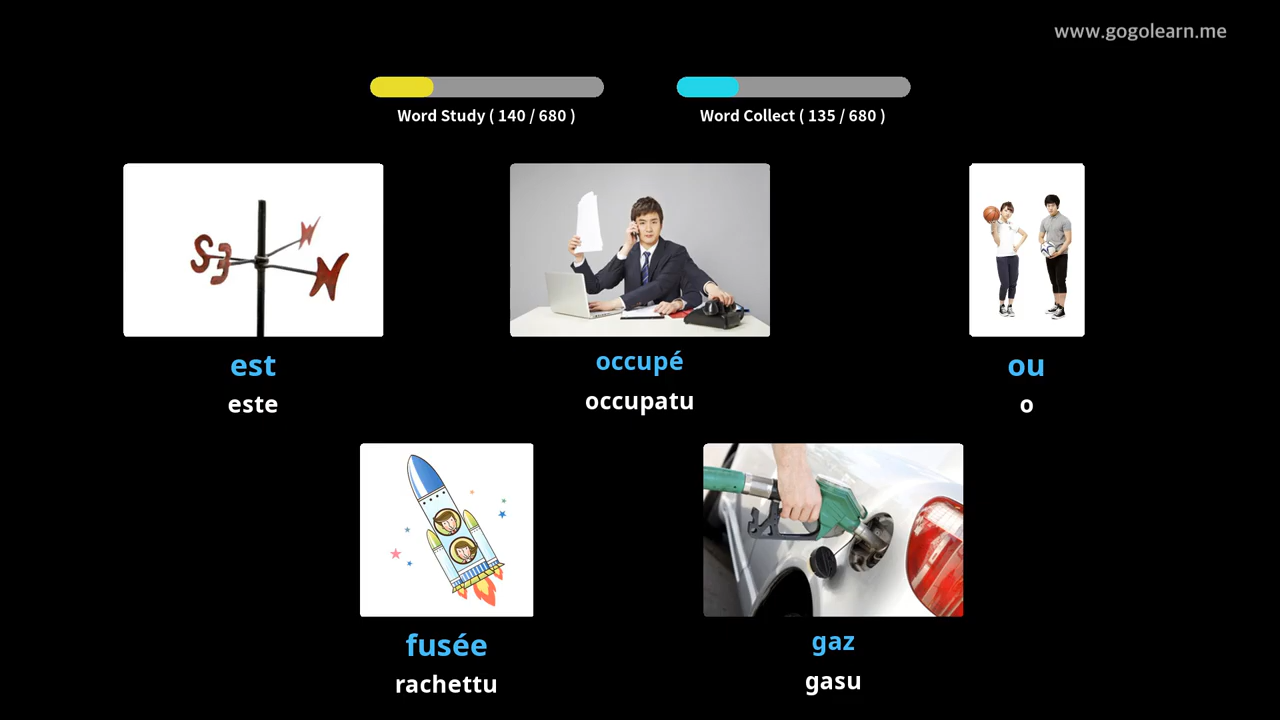 www.gogolearn.me
Word Study ( 140 / 680 )
Word Collect ( 135 / 680 )
est
este
occupé
occupatu
ou
o
fusée
rachettu
gaz
gasu